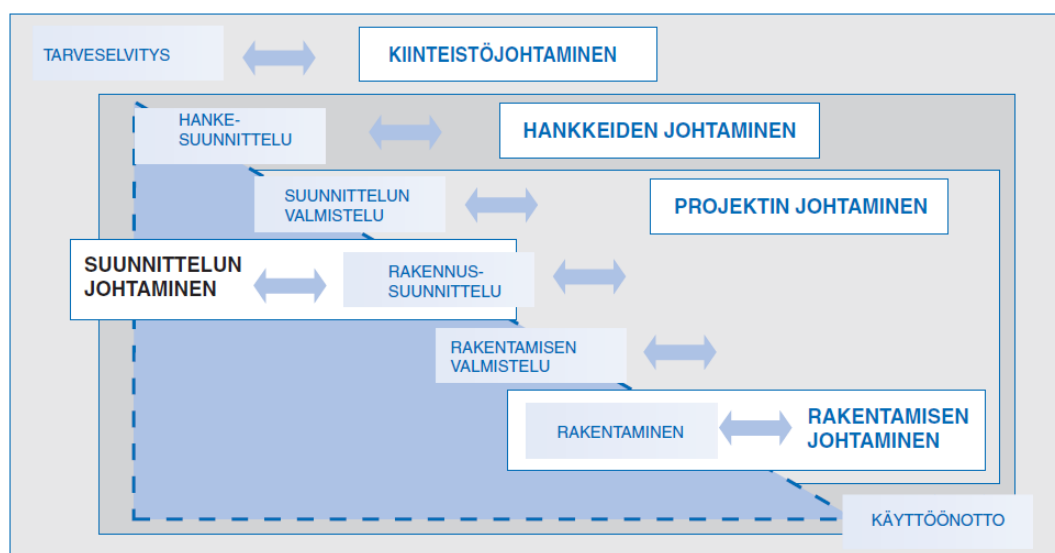 TARVESELVITYS
KIINTEISTÖJOHTAMINEN
HANKE-
SUUNNITTELU
HANKKEIDEN JOHTAMINEN
SUUNNITTELUN
VALMISTELU
PROJEKTIN JOHTAMINEN
SUUNNITTELUN
JOHTAMINEN
RAKENNUS-
SUUNNITTELU
RAKENTAMISEN
VALMISTELU
RAKENTAMINEN
RAKENTAMISEN
JOHTAMINEN
KÄYTTÖÖNOTTO